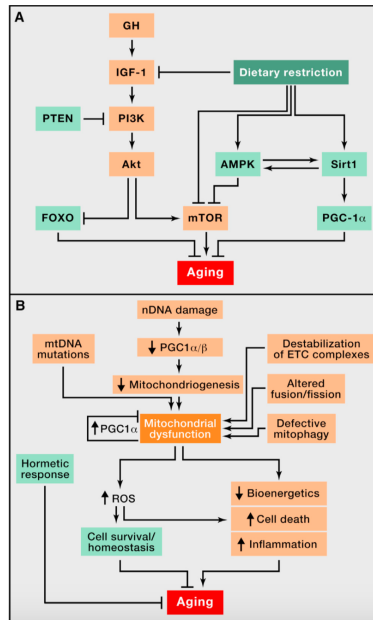 A
GH
IGF-1
Dietary restriction
PTEN
PI3K
Akt
AMPK
Sirt1
FOXO
mTOR
PGC-1α
Aging
B
nDNA damage
mtDNA
mutations
↓ PGC1α/β
Destabilization
of ETC complexes
↓ Mitochondriogenesis
Altered
fusion/fission
↑ PGC1α
Mitochondrial
dysfunction
Defective
mitophagy
Hormetic
response
↑ ROS
↓ Bioenergetics
↑ Cell death
↑ Inflammation
Cell survival/
homeostasis
Aging